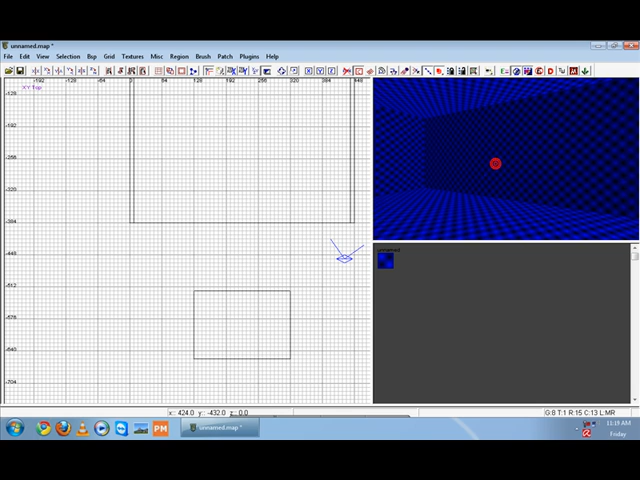 unnamed.map *
File Edit View Selection Bsp Grid Textures Misc Region Brush Patch Plugins Help
-192 -128 -64 0 64 128 192 256 320 384 448
XY Top
-128
-192
-256
-320
-384
-448
-512
-576
-640
-704
unnamed
x:: 424.0 y:: -432.0 z:: 0.0
G:8 T:1 R:15 C:13 L:MR
PM
unnamed.map *
11:19 AM
Friday